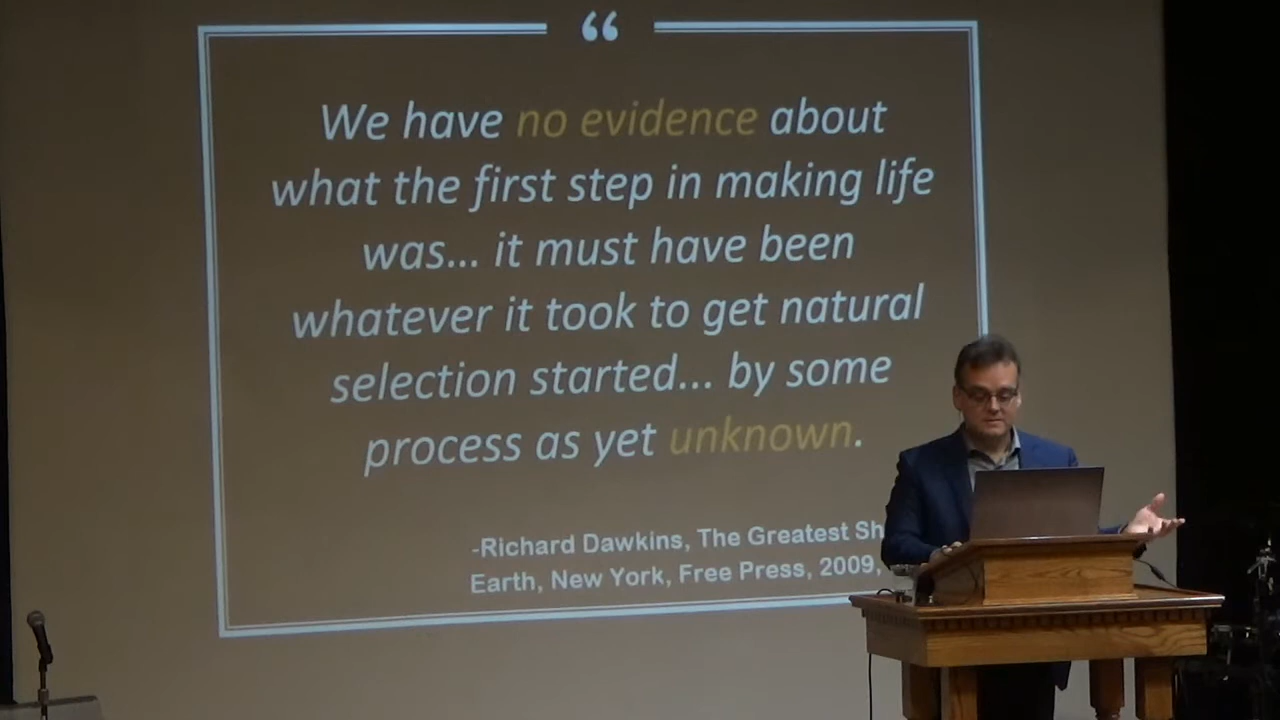 “
We have no evidence about
what the first step in making life
was... it must have been
whatever it took to get natural
selection started... by some
process as yet unknown.
-Richard Dawkins, The Greatest
Earth, New York, Free Press, 2009,